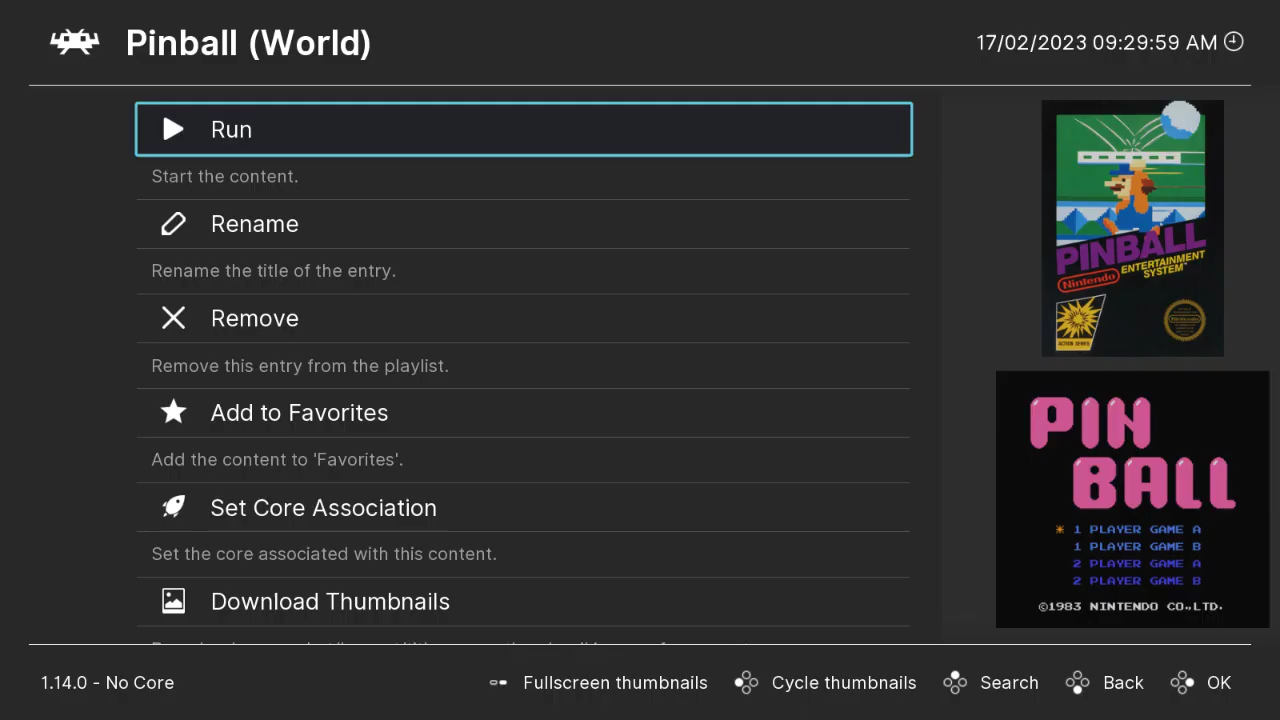 Pinball (World)
17/02/2023 09:29:59 AM
Run
Start the content.
Rename
Rename the title of the entry.
Remove
Remove this entry from the playlist.
Add to Favorites
Add the content to 'Favorites'.
Set Core Association
Set the core associated with this content.
Download Thumbnails
PINBALL
Nintendo
ENTERTAINMENT
SYSTEM™
ACTION SERIES
PIN
BALL
1 PLAYER GAME A
1 PLAYER GAME B
2 PLAYER GAME A
2 PLAYER GAME B
©1983 NINTENDO CO.,LTD.
1.14.0 - No Core
Fullscreen thumbnails
Cycle thumbnails
Search
Back
OK